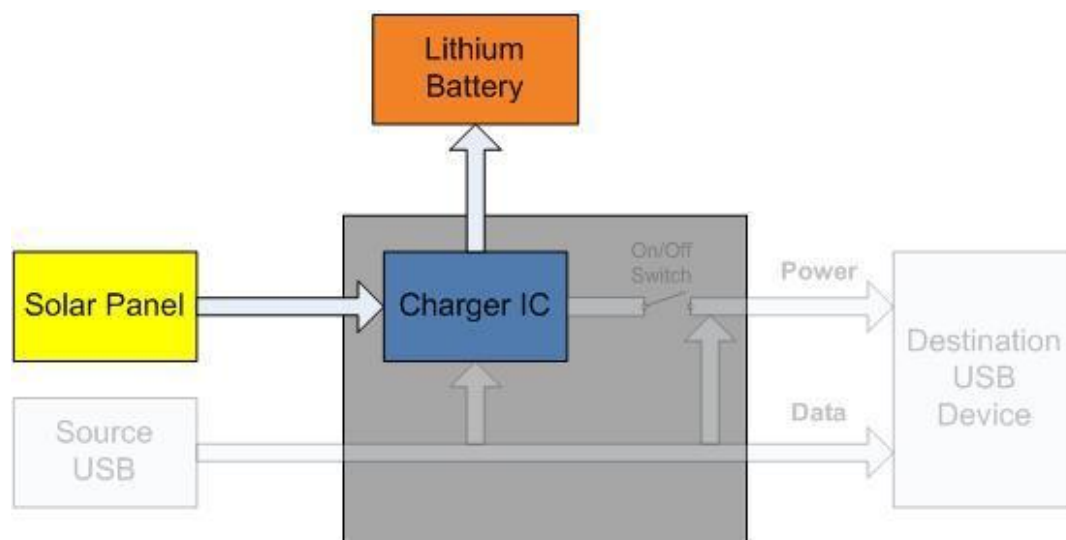 Lithium
Battery
On/Off
Switch
Power
Solar Panel
Charger IC
Destination
USB
Device
Data
Source
USB